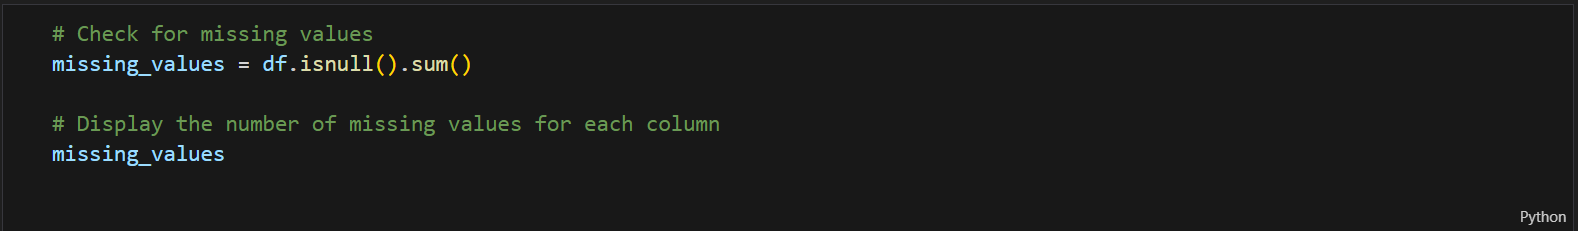 # Check for missing values
missing_values = df.isnull().sum()
# Display the number of missing values for each column
missing_values
Python